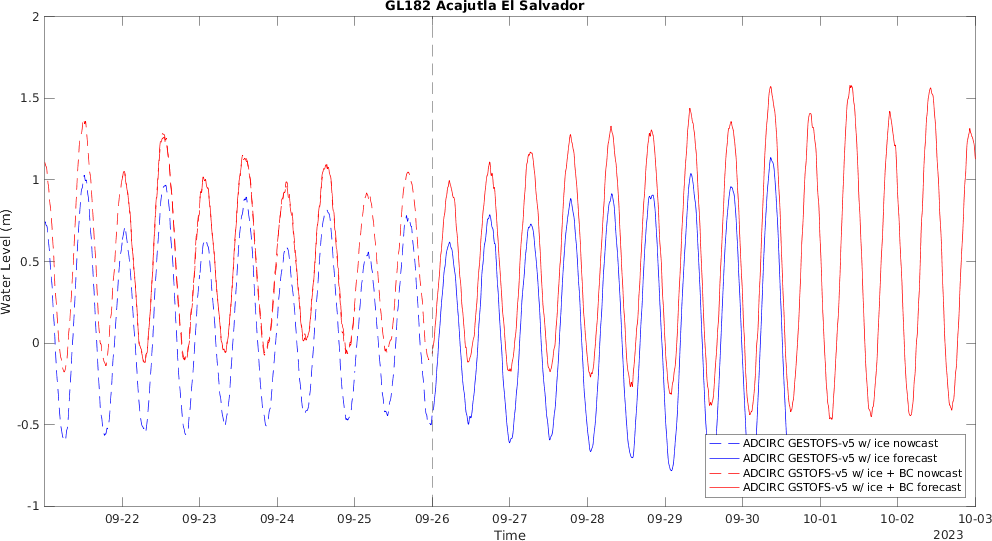 GL182 Acajutla El Salvador
2
1.5
1
0.5
0
-0.5
-1
Water Level (m)
09-22 09-23 09-24 09-25 09-26 09-27 09-28 09-29 09-30 10-01 10-02 10-03
Time
2023
ADCIRC GESTOFS-v5 w/ ice nowcast
ADCIRC GESTOFS-v5 w/ ice forecast
ADCIRC GSTOFS-v5 w/ ice + BC nowcast
ADCIRC GSTOFS-v5 w/ ice + BC forecast